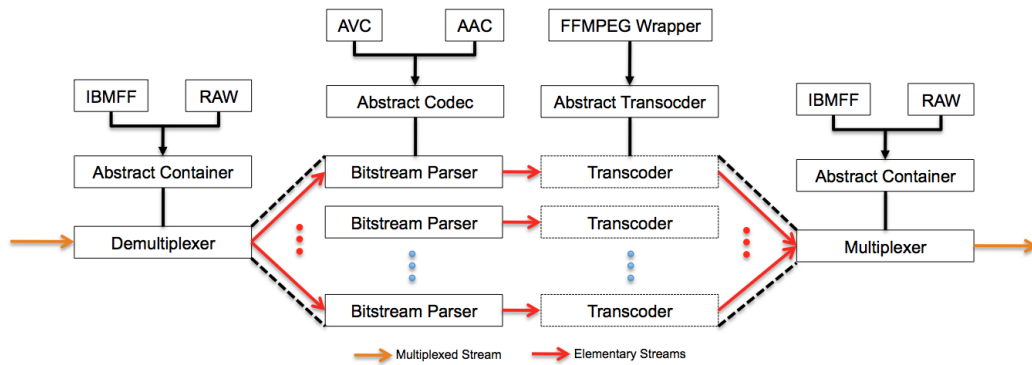 AVC
AAC
FFMPEG Wrapper
IBMFF
RAW
Abstract Codec
Abstract Transocder
IBMFF
RAW
Abstract Container
Bitstream Parser
Transcoder
Abstract Container
Bitstream Parser
Transcoder
Demultiplexer
Multiplexer
Bitstream Parser
Transcoder
Multiplexed Stream
Elementary Streams